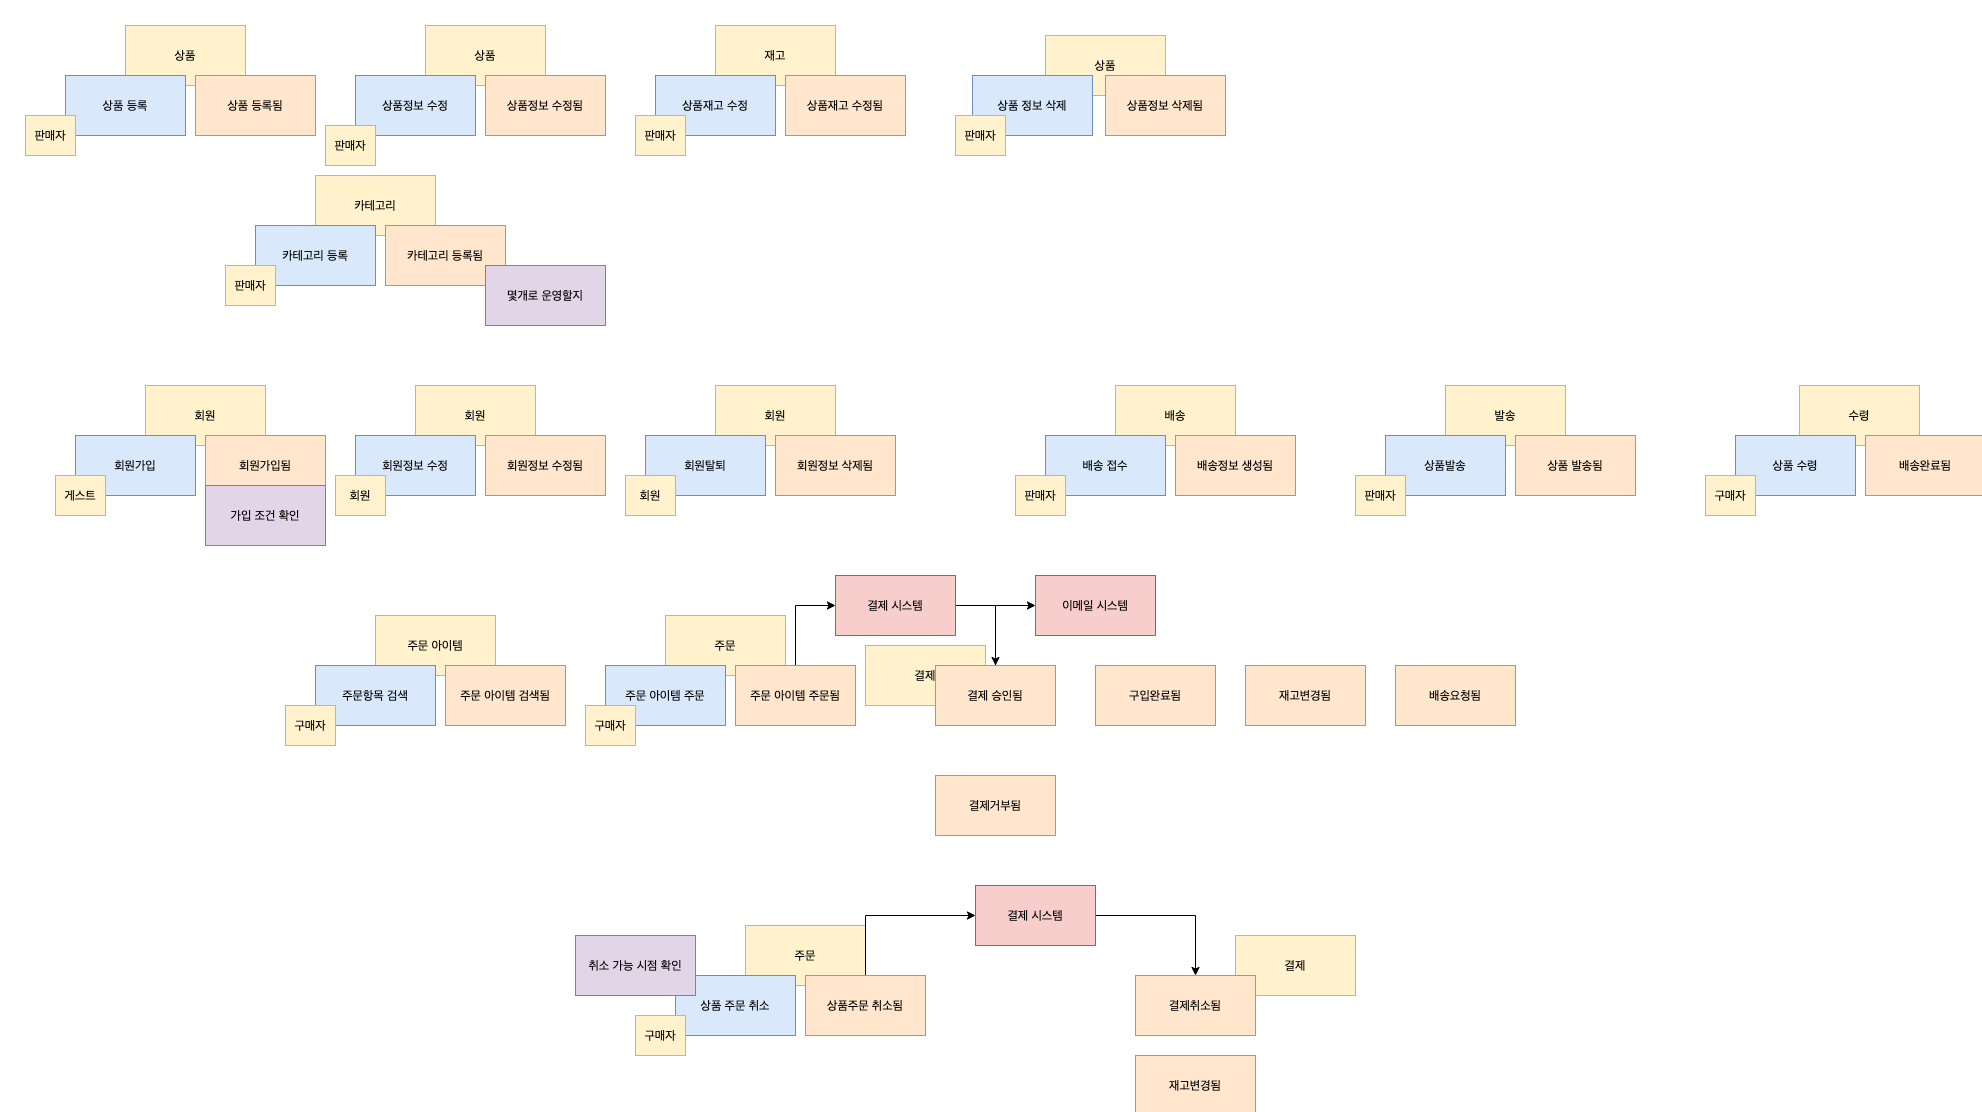 상품
상품 등록
상품 등록됨
판매자
상품
상품정보 수정
상품정보 수정됨
판매자
재고
상품재고 수정
상품재고 수정됨
판매자
상품
상품 정보 삭제
상품정보 삭제됨
판매자
카테고리
카테고리 등록
카테고리 등록됨
판매자
몇개로 운영할지
회원
회원가입
회원가입됨
게스트
가입 조건 확인
회원
회원정보 수정
회원정보 수정됨
회원
회원
회원탈퇴
회원정보 삭제됨
회원
배송
배송 접수
배송정보 생성됨
판매자
발송
상품발송
상품 발송됨
판매자
수령
상품 수령
배송완료됨
구매자
결제 시스템
이메일 시스템
주문 아이템
주문항목 검색
주문 아이템 검색됨
구매자
주문
주문 아이템 주문
주문 아이템 주문됨
구매자
결제
결제 승인됨
구입완료됨
재고변경됨
배송요청됨
결제거부됨
결제 시스템
취소 가능 시점 확인
주문
상품 주문 취소
상품주문 취소됨
구매자
결제
결제취소됨
재고변경됨